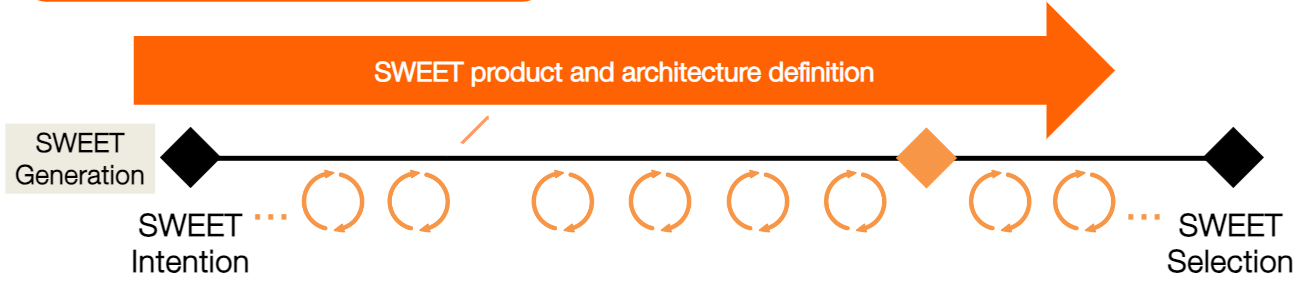 SWEET product and architecture definition
SWEET
Generation
SWEET
Intention
SWEET
Selection